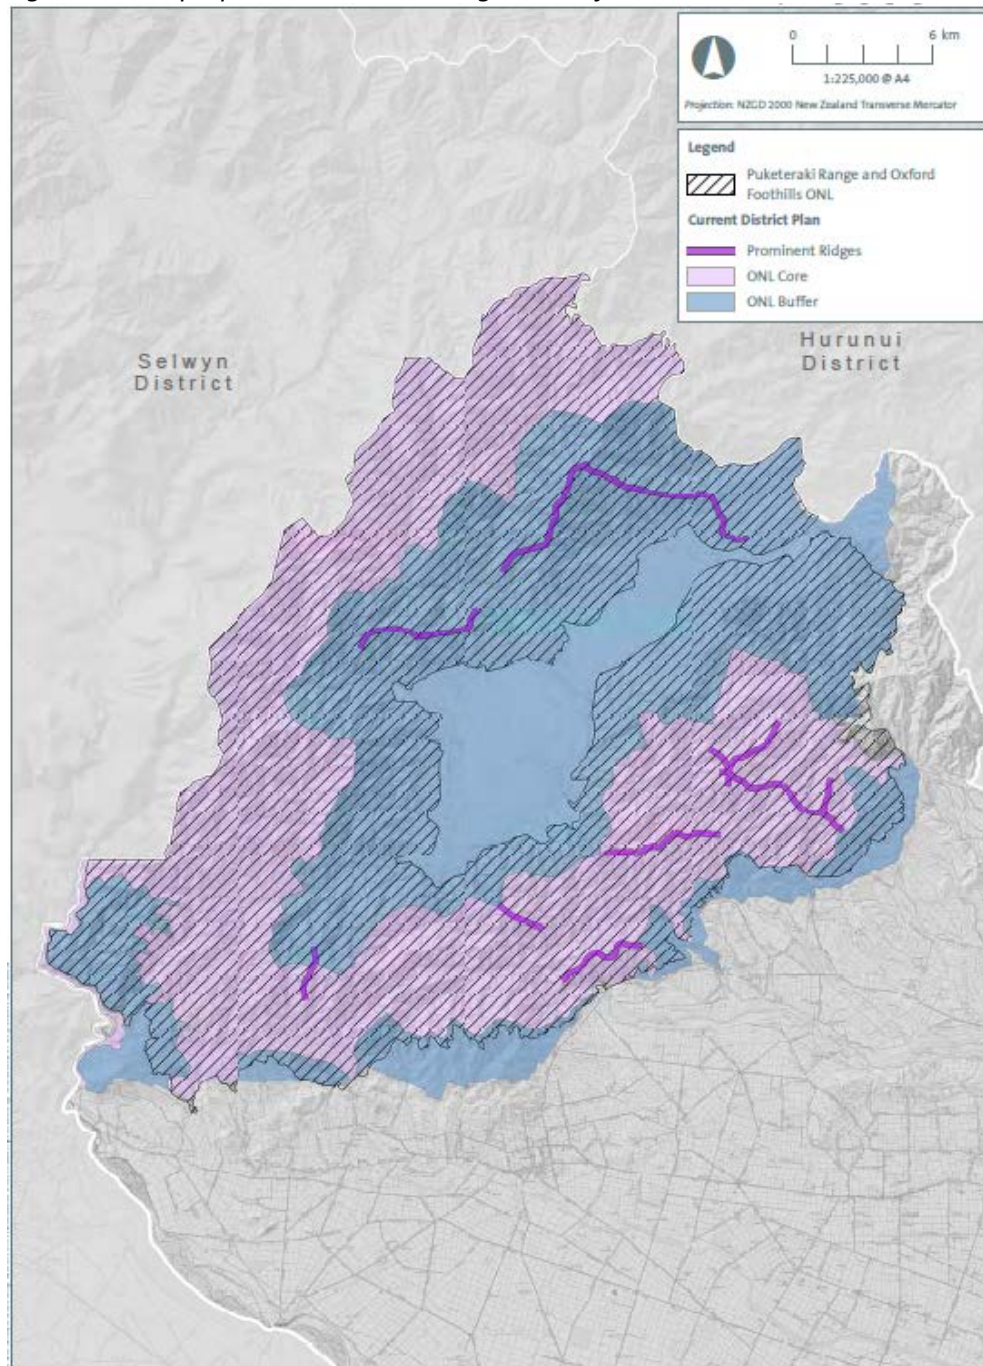 0 6 km
1:225,000 @ A4
Projection: NZGD 2000 New Zealand Transverse Mercator
Legend
Puketeraki Range and Oxford
Foothills ONL
Current District Plan
Prominent Ridges
ONL Core
ONL Buffer
Hurunui
District
Selwyn
District